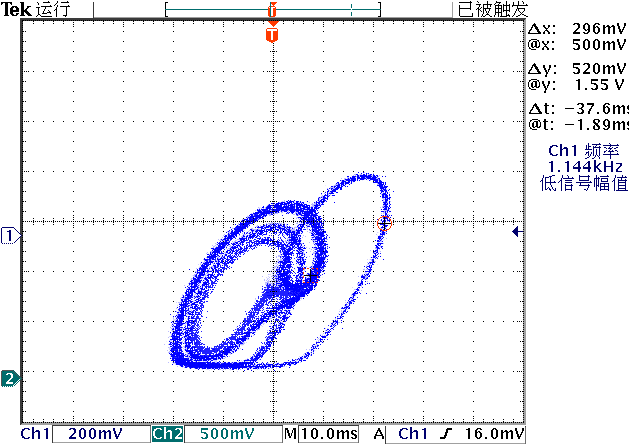 Tek 运行
已被触发
T
T
Δx: 296mV
@x: 500mV
Δy: 520mV
@y: 1.55 V
Δt: −37.6ms
@t: −1.89ms
Ch1 频率
1.144kHz
低信号幅值
1
2
Ch1 200mV Ch2 500mV M 10.0ms A Ch1 16.0mV